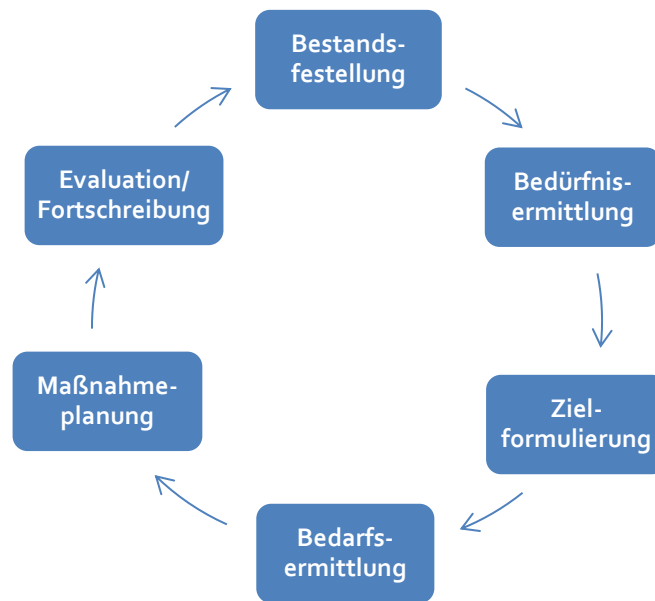 Bestands-
festellung
Bedürfnis-
ermittlung
Ziel-
formulierung
Bedarfs-
ermittlung
Maßnahme-
planung
Evaluation/
Fortschreibung